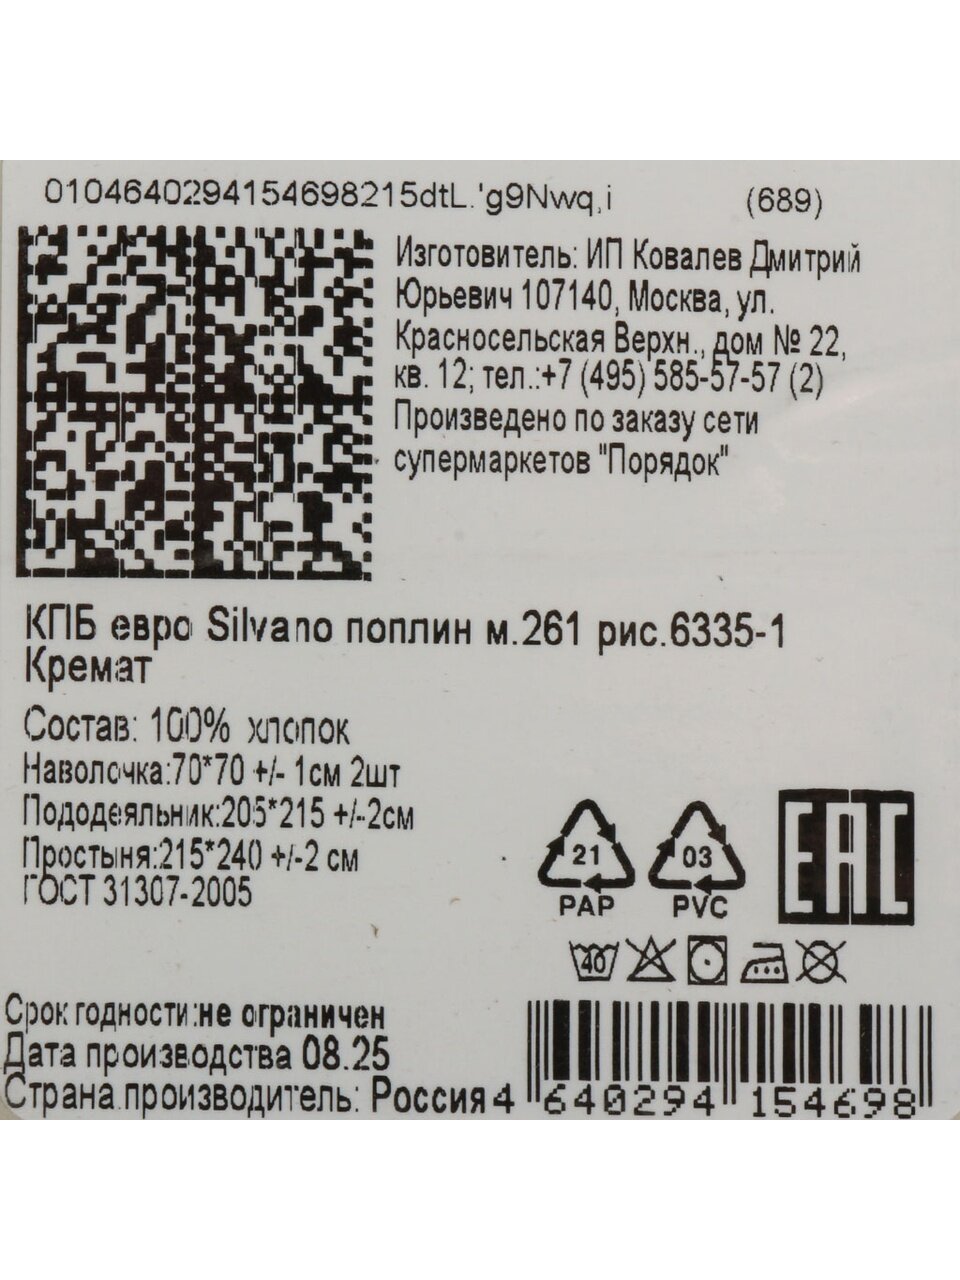 0104640294154698215dtL.'g9Nwq,i (689)
Изготовитель: ИП Ковалев Дмитрий
Юрьевич 107140, Москва, ул.
Красносельская Верхн., дом № 22,
кв. 12; тел.:+7 (495) 585-57-57 (2)
Произведено по заказу сети
супермаркетов "Порядок"
КПБ евро Silvano поплин м.261 рис.6335-1
Кремат
Состав: 100% хлопок
Наволочка:70*70 +/- 1см 2шт
Пододеяльник:205*215 +/-2см
Простыня:215*240 +/-2 см
ГОСТ 31307-2005
21 03
PAP PVC
EAC
40
Срок годности:не ограничен
Дата производства 08.25
Страна производитель: Россия
4 640294 154698